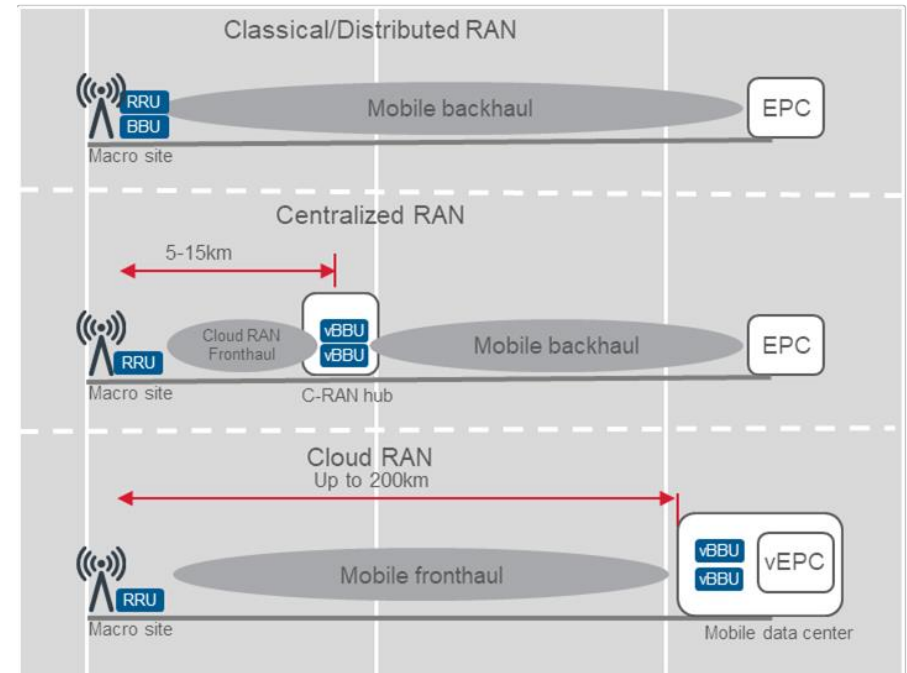 Classical/Distributed RAN
RRU
BBU
Mobile backhaul
EPC
Macro site
Centralized RAN
5-15km
Cloud RAN
Fronthaul
vBBU
vBBU
Mobile backhaul
EPC
RRU
Macro site
C-RAN hub
Cloud RAN
Up to 200km
RRU
Mobile fronthaul
vBBU
vBBU
vEPC
Macro site
Mobile data center